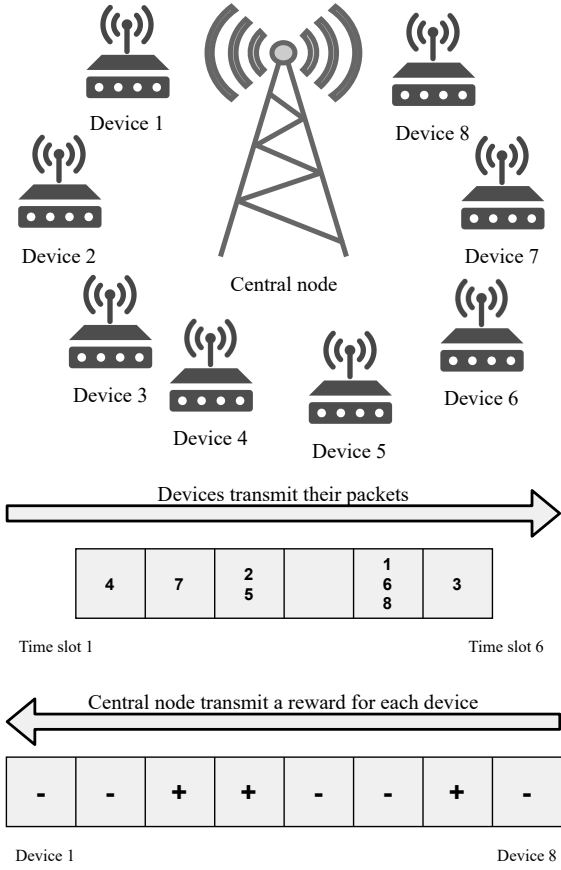 Device 1
Device 8
Device 2
Device 7
Central node
Device 3
Device 6
Device 4
Device 5
Devices transmit their packets
4
7
2
5
1
6
8
3
Time slot 1
Time slot 6
Central node transmit a reward for each device
- - + + - - + -
Device 1
Device 8